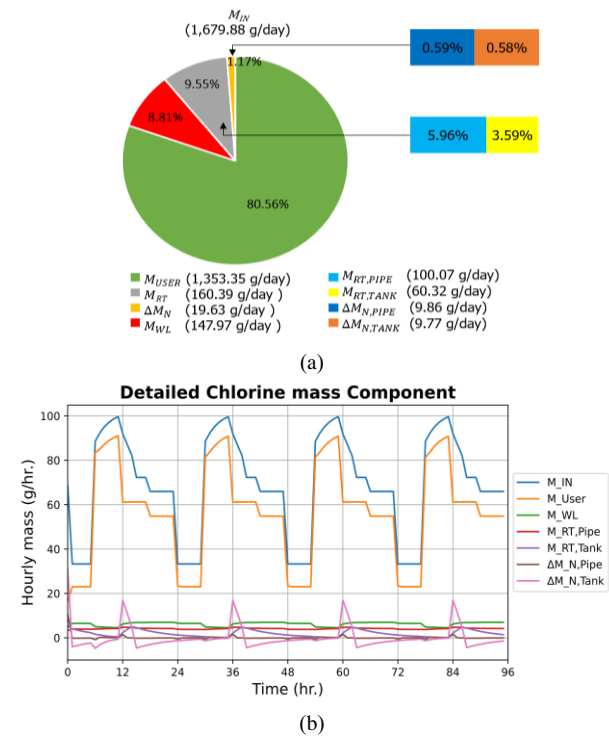 M_IN
(1,679.88 g/day)
1.17%
9.55%
8.81%
80.56%
0.59% 0.58%
5.96% 3.59%
M_USER (1,353.35 g/day)
M_RT (160.39 g/day )
ΔM_N (19.63 g/day)
M_WL (147.97 g/day)
M_RT,PIPE (100.07 g/day)
M_RT,TANK (60.32 g/day)
ΔM_N,PIPE (9.86 g/day)
ΔM_N,TANK (9.77 g/day)
(a)
Detailed Chlorine mass Component
Hourly mass (g/hr.)
100
80
60
40
20
0
0 12 24 36 48 60 72 84 96
Time (hr.)
M_IN
M_User
M_WL
M_RT,Pipe
M_RT,Tank
ΔM_N,Pipe
ΔM_N,Tank
(b)